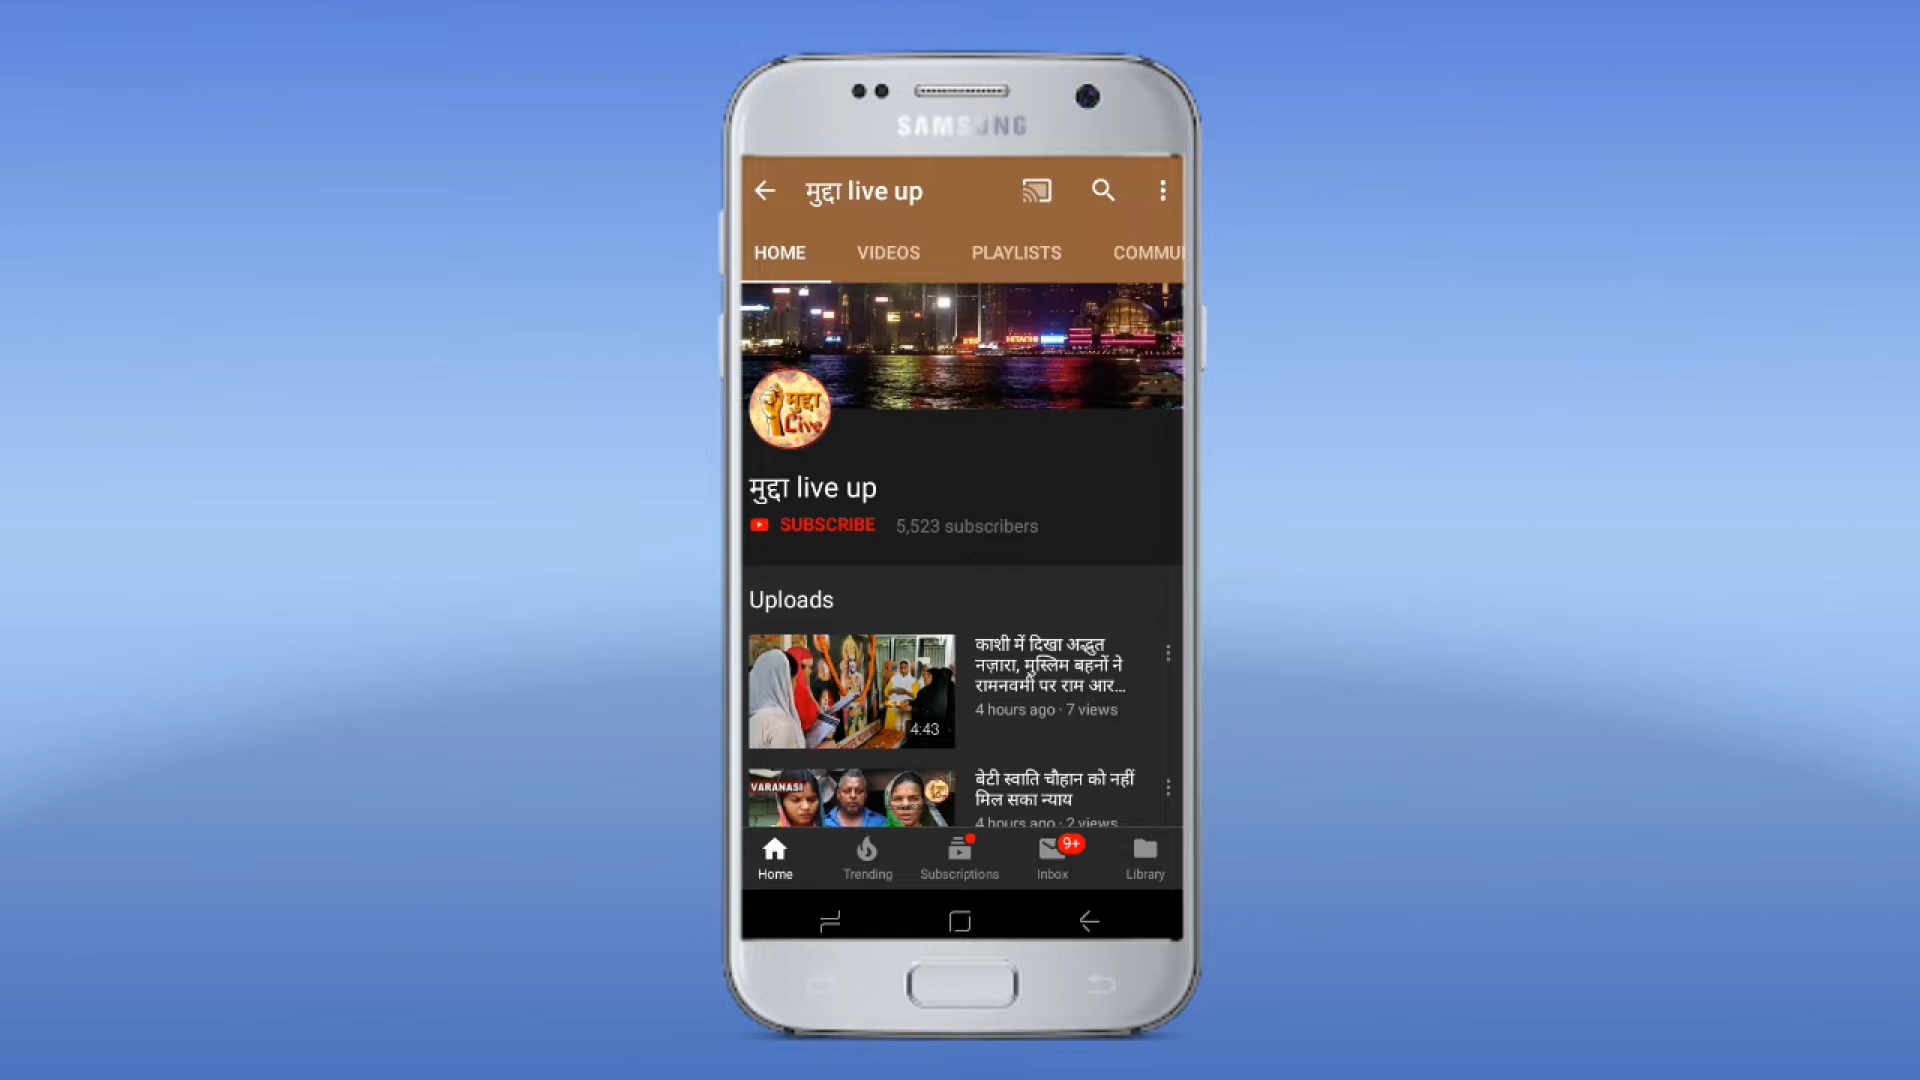 SAMSUNG
मुद्दा live up
HOME VIDEOS PLAYLISTS COMMU
HITACHI
मुद्दा
Live
मुद्दा live up
SUBSCRIBE 5,523 subscribers
Uploads
काशी में दिखा अद्भुत
नज़ारा, मुस्लिम बहनों ने
रामनवमी पर राम आर...
4 hours ago · 7 views
4:43
VARANASI
बेटी स्वाति चौहान को नहीं
मिल सका न्याय
4 hours ago · 2 views
9+
Home Trending Subscriptions Inbox Library